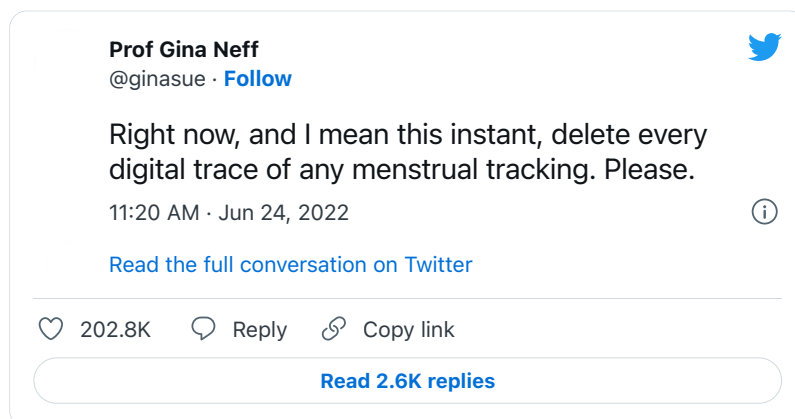 Prof Gina Neff
@ginasue · Follow
Right now, and I mean this instant, delete every
digital trace of any menstrual tracking. Please.
11:20 AM · Jun 24, 2022
Read the full conversation on Twitter
202.8K Reply Copy link
Read 2.6K replies